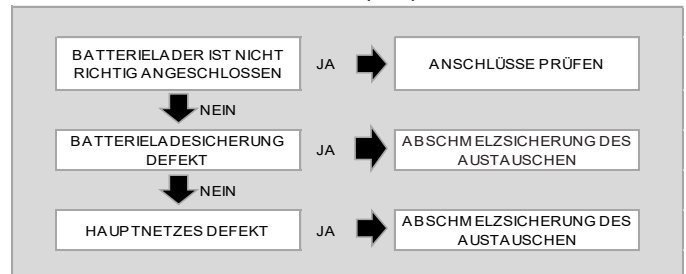 BATTERIELADER IST NICHT
RICHTIG ANGESCHLOSSEN
JA
ANSCHLÜSSE PRÜFEN
NEIN
BATTERIELADESICHERUNG
DEFEKT
JA
ABSCHMELZSICHERUNG DES
AUSTAUSCHEN
NEIN
HAUPTNETZES DEFEKT
JA
ABSCHMELZSICHERUNG DES
AUSTAUSCHEN